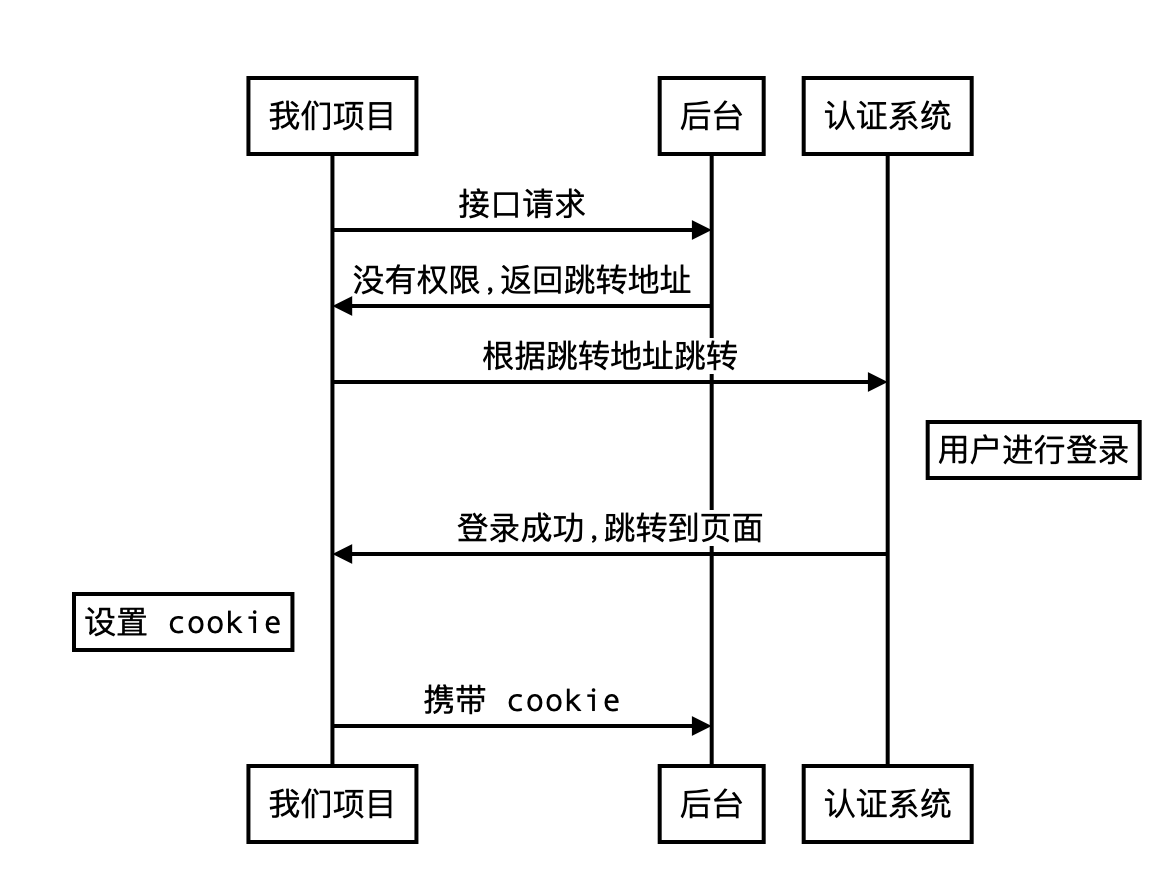 我们项目
后台
认证系统
接口请求
没有权限,返回跳转地址
根据跳转地址跳转
用户进行登录
登录成功,跳转到页面
设置 cookie
携带 cookie
我们项目
后台
认证系统